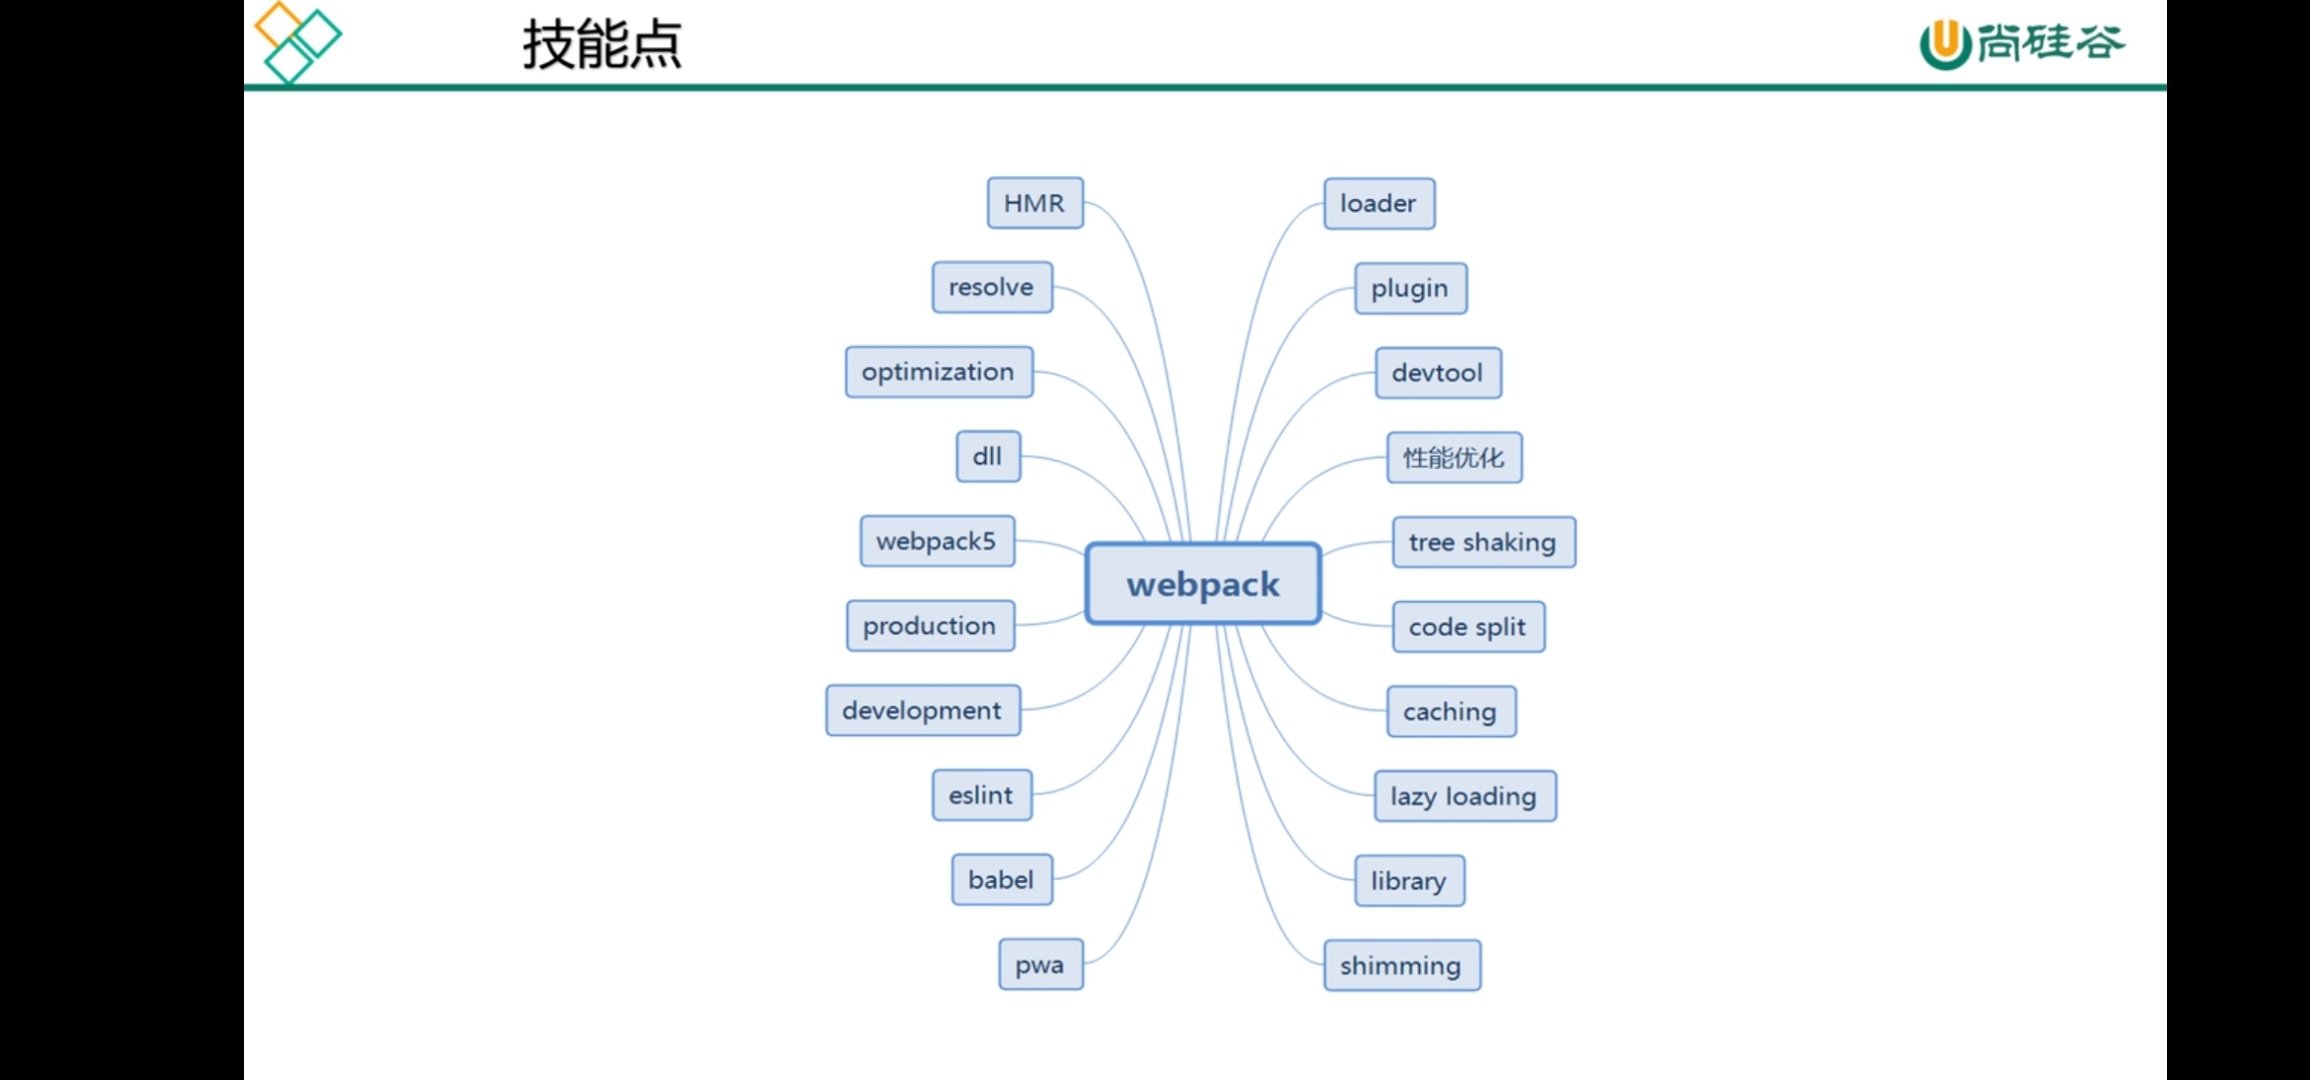 技能点
尚硅谷
HMR
resolve
optimization
dll
webpack5
production
development
eslint
babel
pwa
webpack
loader
plugin
devtool
性能优化
tree shaking
code split
caching
lazy loading
library
shimming